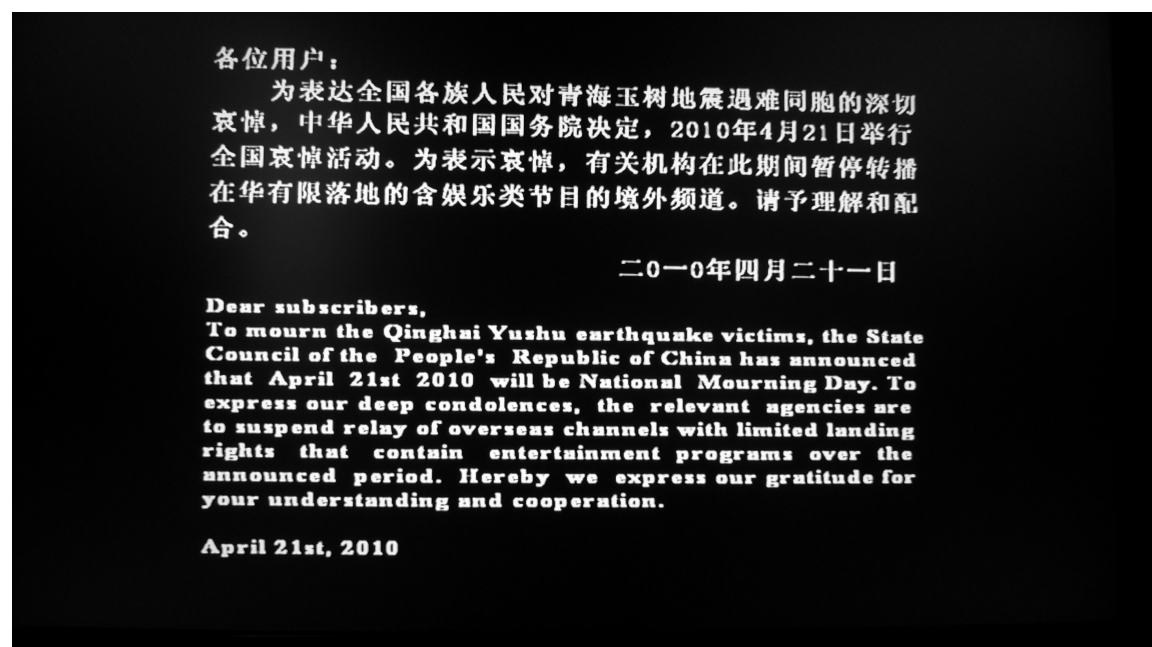 各位用户：
为表达全国各族人民对青海玉树地震遇难同胞的深切
哀悼，中华人民共和国国务院决定，2010年4月21日举行
全国哀悼活动。为表示哀悼，有关机构在此期间暂停转播
在华有限落地的含娱乐类节目的境外频道。请予理解和配
合。
二0一0年四月二十一日
Dear subscribers,
To mourn the Qinghai Yushu earthquake victims, the State
Council of the People's Republic of China has announced
that April 21st 2010 will be National Mourning Day. To
express our deep condolences, the relevant agencies are
to suspend relay of overseas channels with limited landing
rights that contain entertainment programs over the
announced period. Hereby we express our gratitude for
your understanding and cooperation.
April 21st, 2010